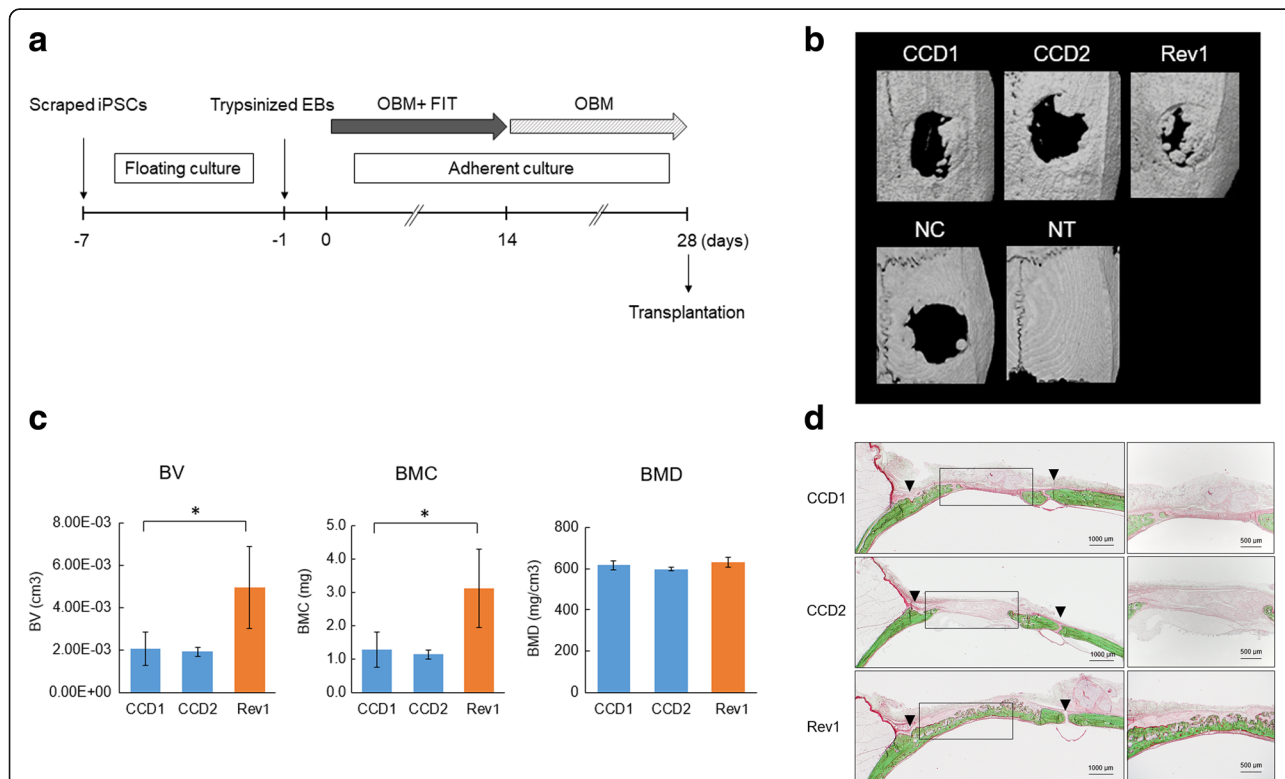 a
Scraped iPSCs
Trypsinized EBs
OBM+ FIT
OBM
Floating culture
Adherent culture
-7
-1
0
14
28 (days)
Transplantation
b
CCD1
CCD2
Rev1
NC
NT
c
BV
BV (cm3)
8.00E-03
6.00E-03
4.00E-03
2.00E-03
0.00E+00
*
CCD1
CCD2
Rev1
BMC
BMC (mg)
5.0
4.0
3.0
2.0
1.0
0.0
*
CCD1
CCD2
Rev1
BMD
BMD (mg/cm3)
800
600
400
200
0
CCD1
CCD2
Rev1
d
CCD1
1000 µm
500 µm
CCD2
1000 µm
500 µm
Rev1
1000 µm
500 µm